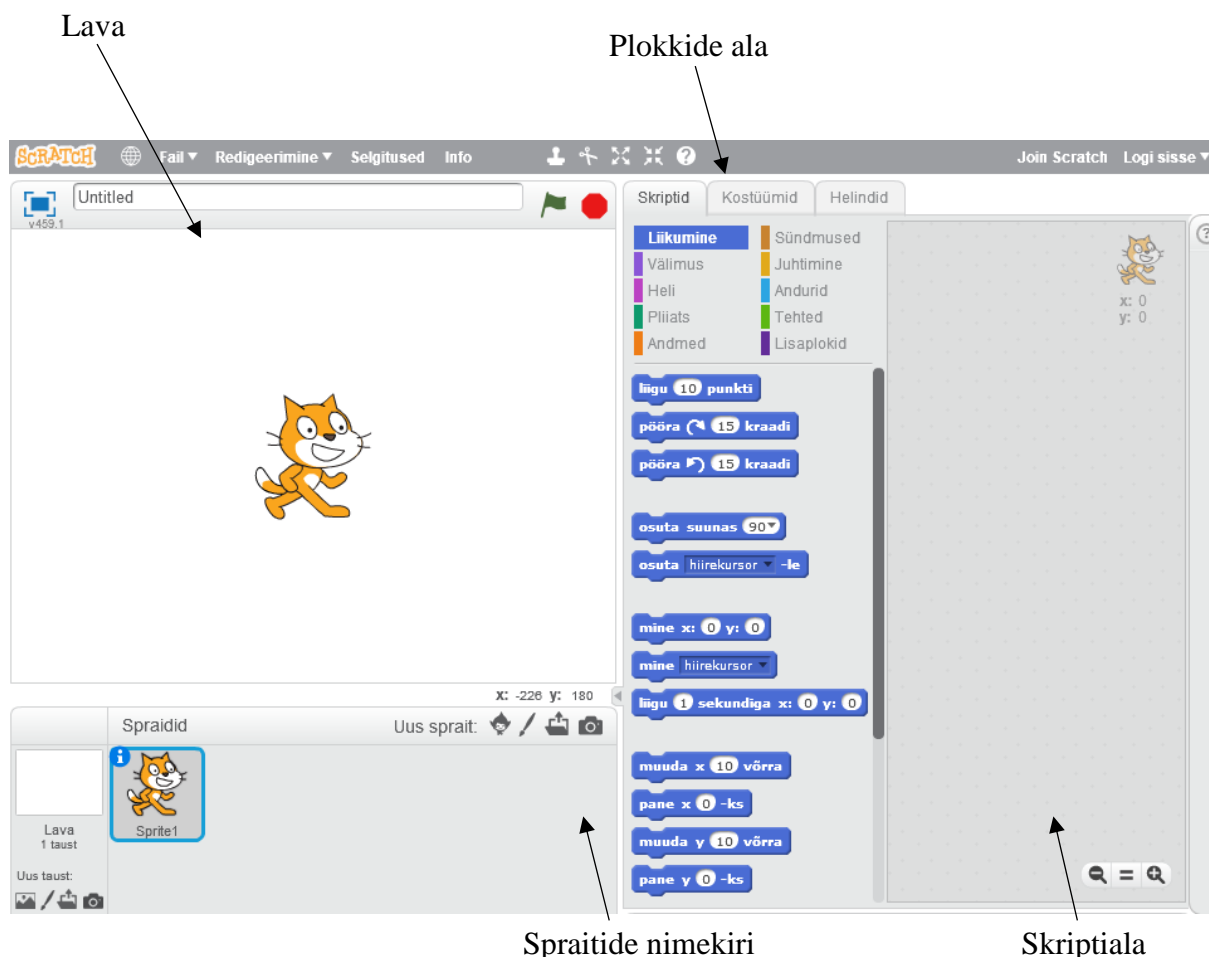 Lava
Plokkide ala
SCRATCH Fail Redigeerimine Selgitused Info Join Scratch Logi sisse
Untitled
v459.1
Skriptid Kostüümid Helindid
Liikumine Sündmused
Välimus Juhtimine
Heli Andurid
Pliiats Tehted
Andmed Lisaplokid
x: 0
y: 0
liigu 10 punkti
pööra 15 kraadi
pööra 15 kraadi
osuta suunas 90
osuta hiirekursor -le
mine x: 0 y: 0
mine hiirekursor
liigu 1 sekundiga x: 0 y: 0
muuda x 10 võrra
pane x 0 -ks
muuda y 10 võrra
pane y 0 -ks
x: -226 y: 180
Spraidid Uus sprait:
Lava
1 taust
Sprite1
Uus taust:
Spraitide nimekiri
Skriptiala